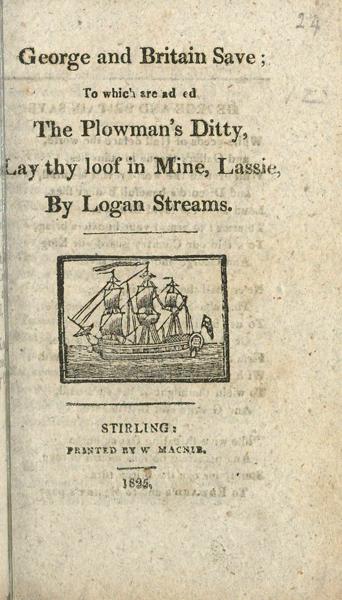 24
George and Britain Save;
To which are ad ed
The Plowman's Ditty,
Lay thy loof in Mine, Lassie,
By Logan Streams.
STIRLING:
PRINTED BY W MACNIE.
1825,